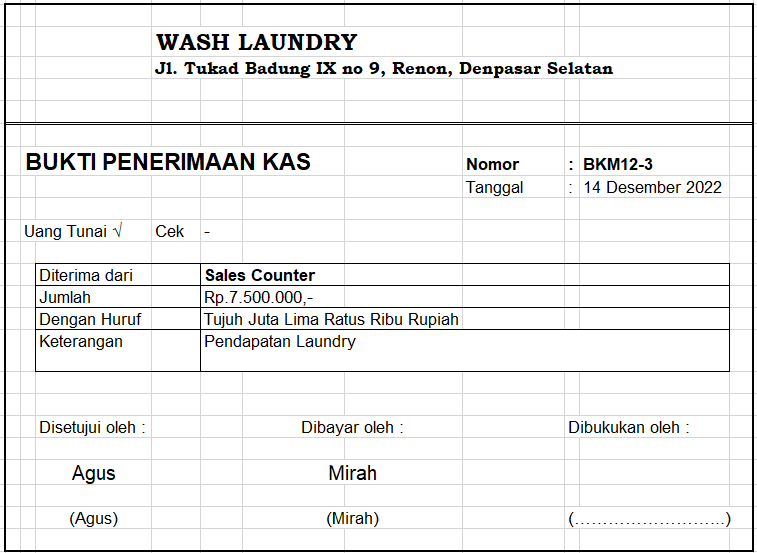 WASH LAUNDRY
Jl. Tukad Badung IX no 9, Renon, Denpasar Selatan
BUKTI PENERIMAAN KAS
Nomor : BKM12-3
Tanggal : 14 Desember 2022
Uang Tunai √ Cek -
Diterima dari Sales Counter
Jumlah Rp.7.500.000,-
Dengan Huruf Tujuh Juta Lima Ratus Ribu Rupiah
Keterangan Pendapatan Laundry
Disetujui oleh : Dibayar oleh : Dibukukan oleh :
Agus Mirah
(Agus) (Mirah) (……………………...)